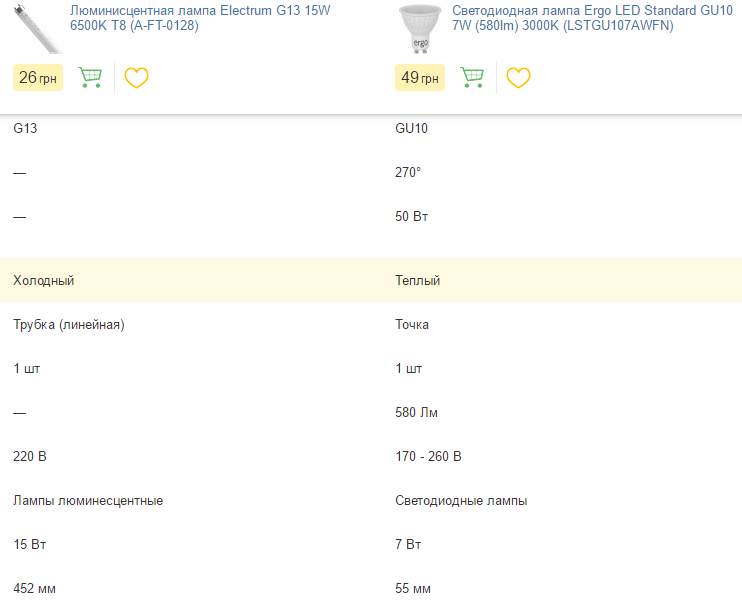 Люминисцентная лампа Electrum G13 15W
6500K T8 (A-FT-0128)
Светодиодная лампа Ergo LED Standard GU10
7W (580lm) 3000K (LSTGU107AWFN)
ergo
26 грн
49 грн
G13
GU10
—
270°
—
50 Вт
Холодный
Теплый
Трубка (линейная)
Точка
1 шт
1 шт
—
580 Лм
220 В
170 - 260 В
Лампы люминесцентные
Светодиодные лампы
15 Вт
7 Вт
452 мм
55 мм